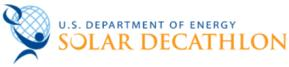 U.S. DEPARTMENT OF ENERGY
SOLAR DECATHLON